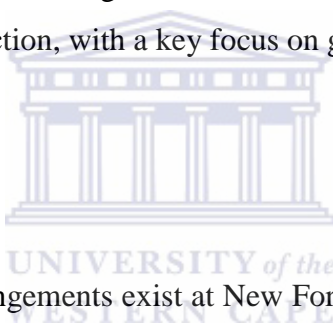 ction, with a key focus on g
UNIVERSITY of the
ngements exist at New For
WESTERN CAPE